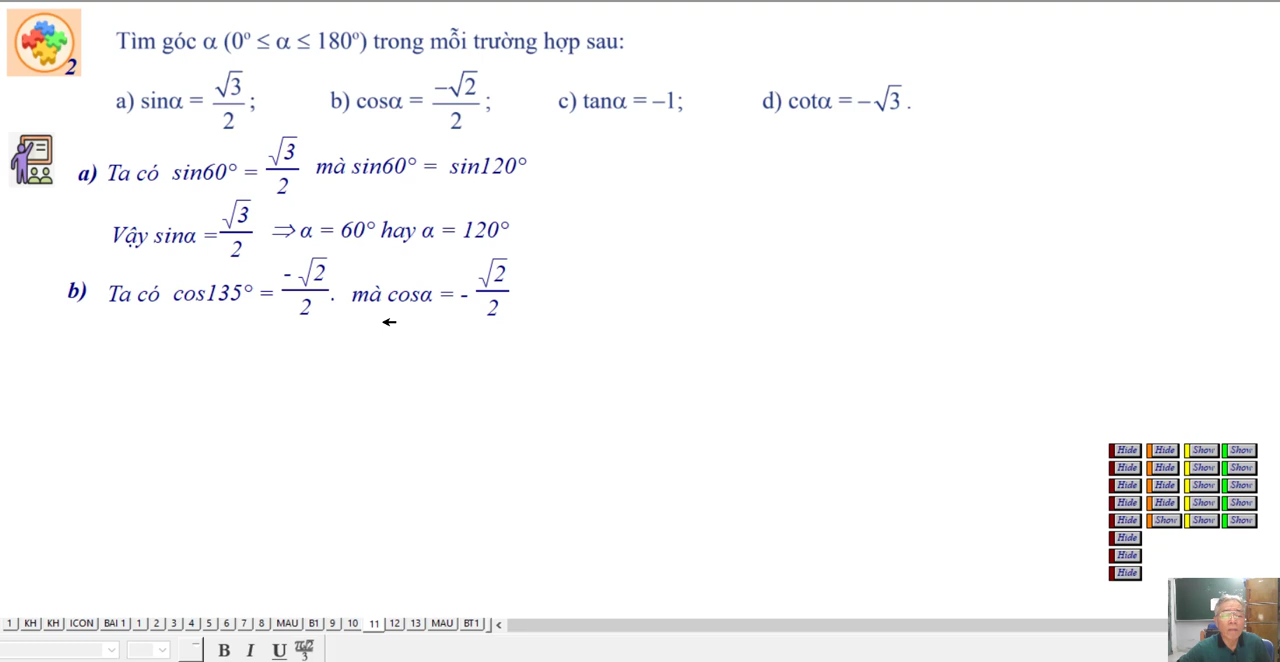 2
Tìm góc α (0º ≤ α ≤ 180º) trong mỗi trường hợp sau:
a) sinα = √3/2; b) cosα = −√2/2; c) tanα = −1; d) cotα = −√3.
a) Ta có sin60° = √3/2 mà sin60° = sin120°
Vậy sinα = √3/2 ⇒ α = 60° hay α = 120°
b) Ta có cos135° = -√2/2. mà cosα = -√2/2
Hide Hide Show Show
Hide Hide Show Show
Hide Hide Show Show
Hide Hide Show Show
Hide Show Show Show
Hide
Hide
Hide
1 KH KH ICON BAI 1 1 2 3 4 5 6 7 8 MAU B1 9 10 11 12 13 MAU BT1 <
B I U